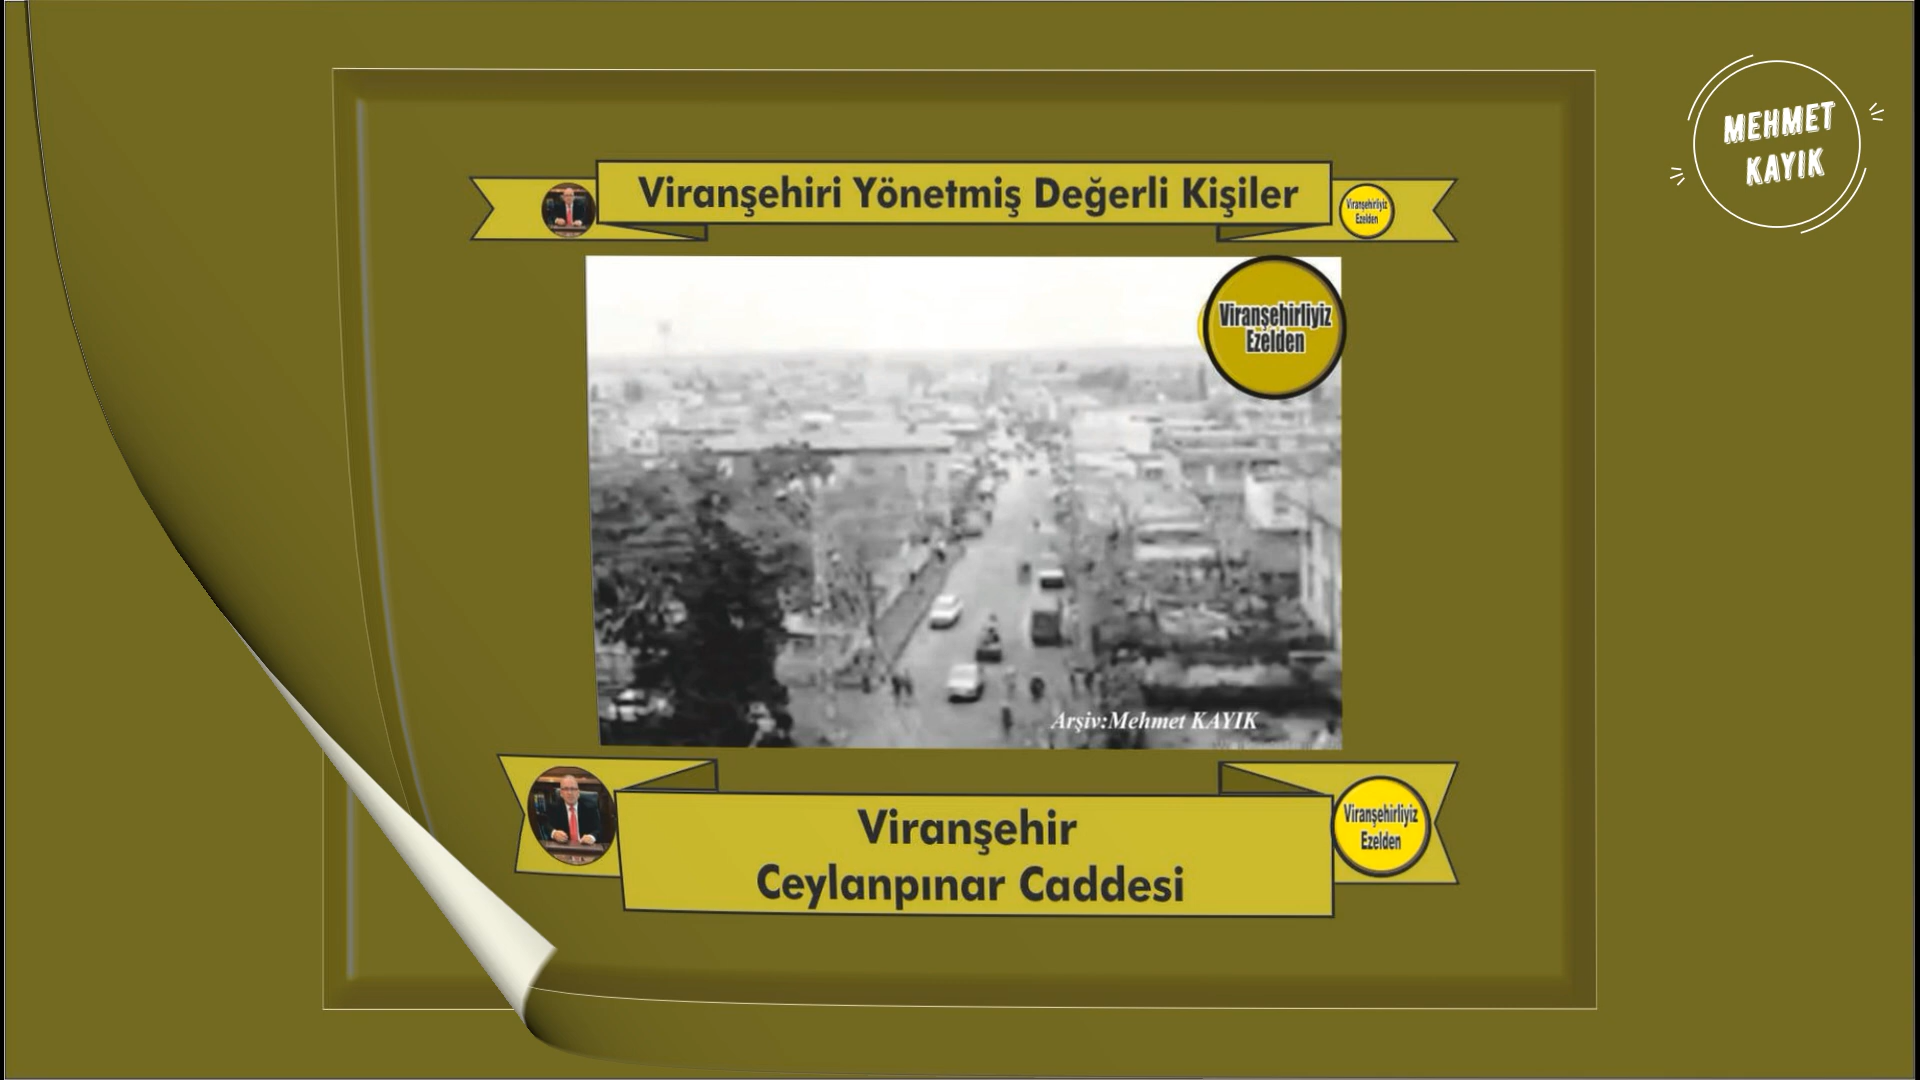 MEHMET
KAYIK
Viranşehiri Yönetmiş Değerli Kişiler
Viranşehirliyiz
Ezelden
Viranşehirliyiz
Ezelden
Arşiv:Mehmet KAYIK
Viranşehir
Ceylanpınar Caddesi
Viranşehirliyiz
Ezelden